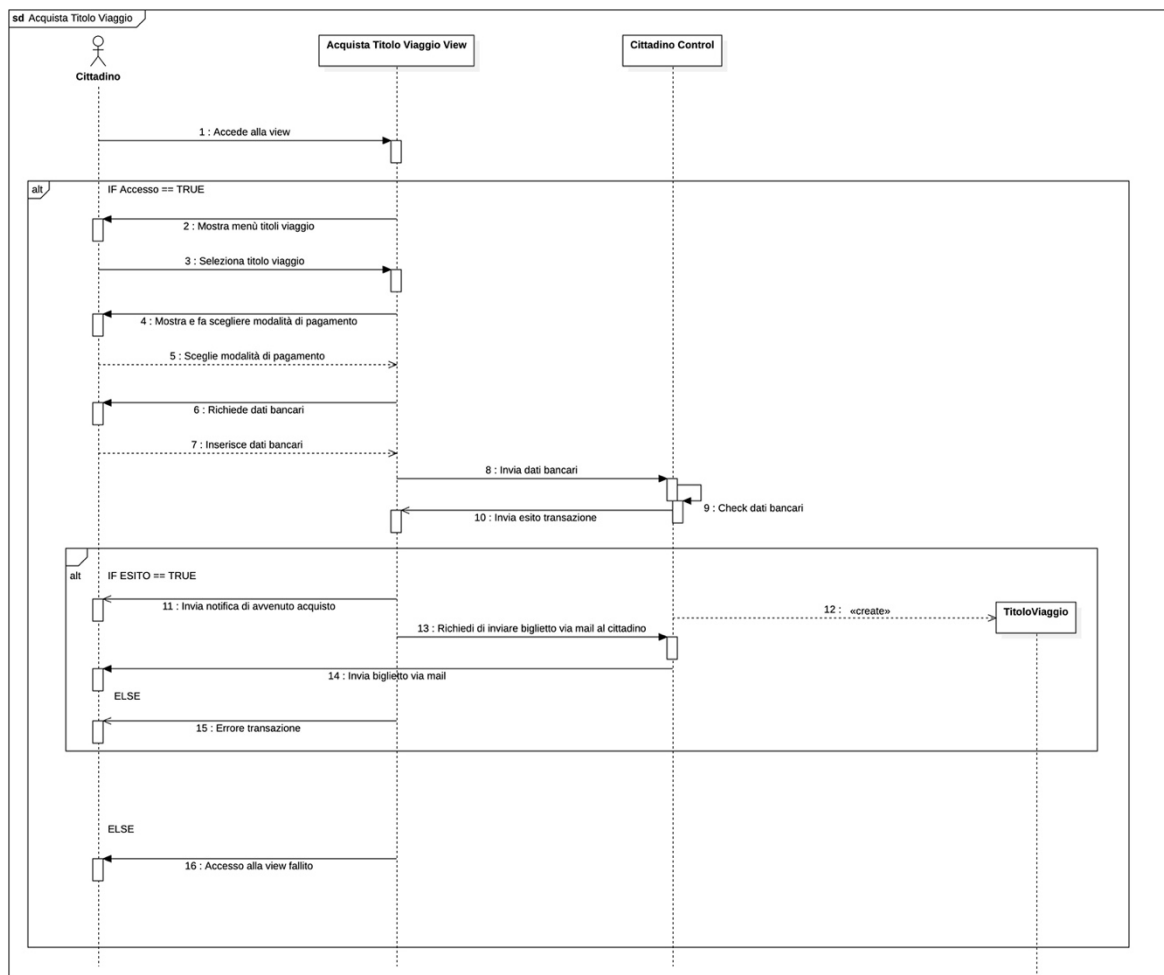 sd Acquista Titolo Viaggio
Cittadino
Acquista Titolo Viaggio View
Cittadino Control
1 : Accede alla view
alt
IF Accesso == TRUE
2 : Mostra menù titoli viaggio
3 : Seleziona titolo viaggio
4 : Mostra e fa scegliere modalità di pagamento
5 : Sceglie modalità di pagamento
6 : Richiede dati bancari
7 : Inserisce dati bancari
8 : Invia dati bancari
9 : Check dati bancari
10 : Invia esito transazione
alt
IF ESITO == TRUE
11 : Invia notifica di avvenuto acquisto
12 : «create»
TitoloViaggio
13 : Richiedi di inviare biglietto via mail al cittadino
14 : Invia biglietto via mail
ELSE
15 : Errore transazione
ELSE
16 : Accesso alla view fallito